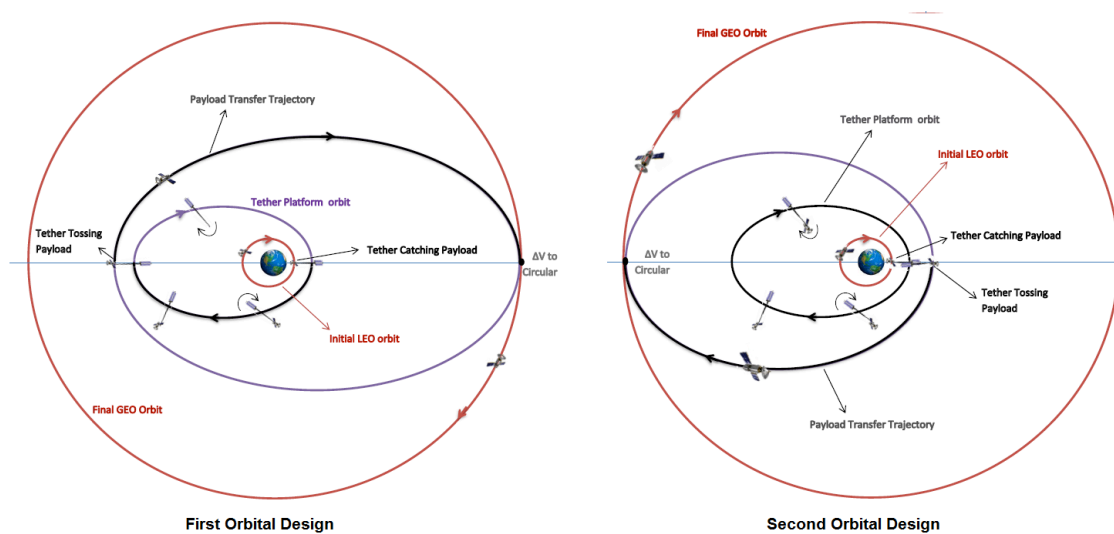 Payload Transfer Trajectory
Tether Platform orbit
Tether Tossing
Payload
Tether Catching Payload
ΔV to
Circular
Initial LEO orbit
Final GEO Orbit
First Orbital Design
Final GEO Orbit
Tether Platform orbit
Initial LEO orbit
Tether Catching Payload
ΔV to
Circular
Tether Tossing
Payload
Payload Transfer Trajectory
Second Orbital Design